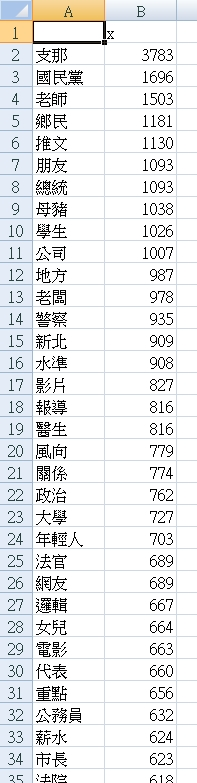 A B
1 x
2 支那 3783
3 國民黨 1696
4 老師 1503
5 鄉民 1181
6 推文 1130
7 朋友 1093
8 總統 1093
9 母豬 1038
10 學生 1026
11 公司 1007
12 地方 987
13 老闆 978
14 警察 935
15 新北 909
16 水準 908
17 影片 827
18 報導 816
19 醫生 816
20 風向 779
21 關係 774
22 政治 762
23 大學 727
24 年輕人 703
25 法官 689
26 網友 689
27 邏輯 667
28 女兒 664
29 電影 663
30 代表 660
31 重點 656
32 公務員 632
33 薪水 624
34 市長 623
35 法院 618